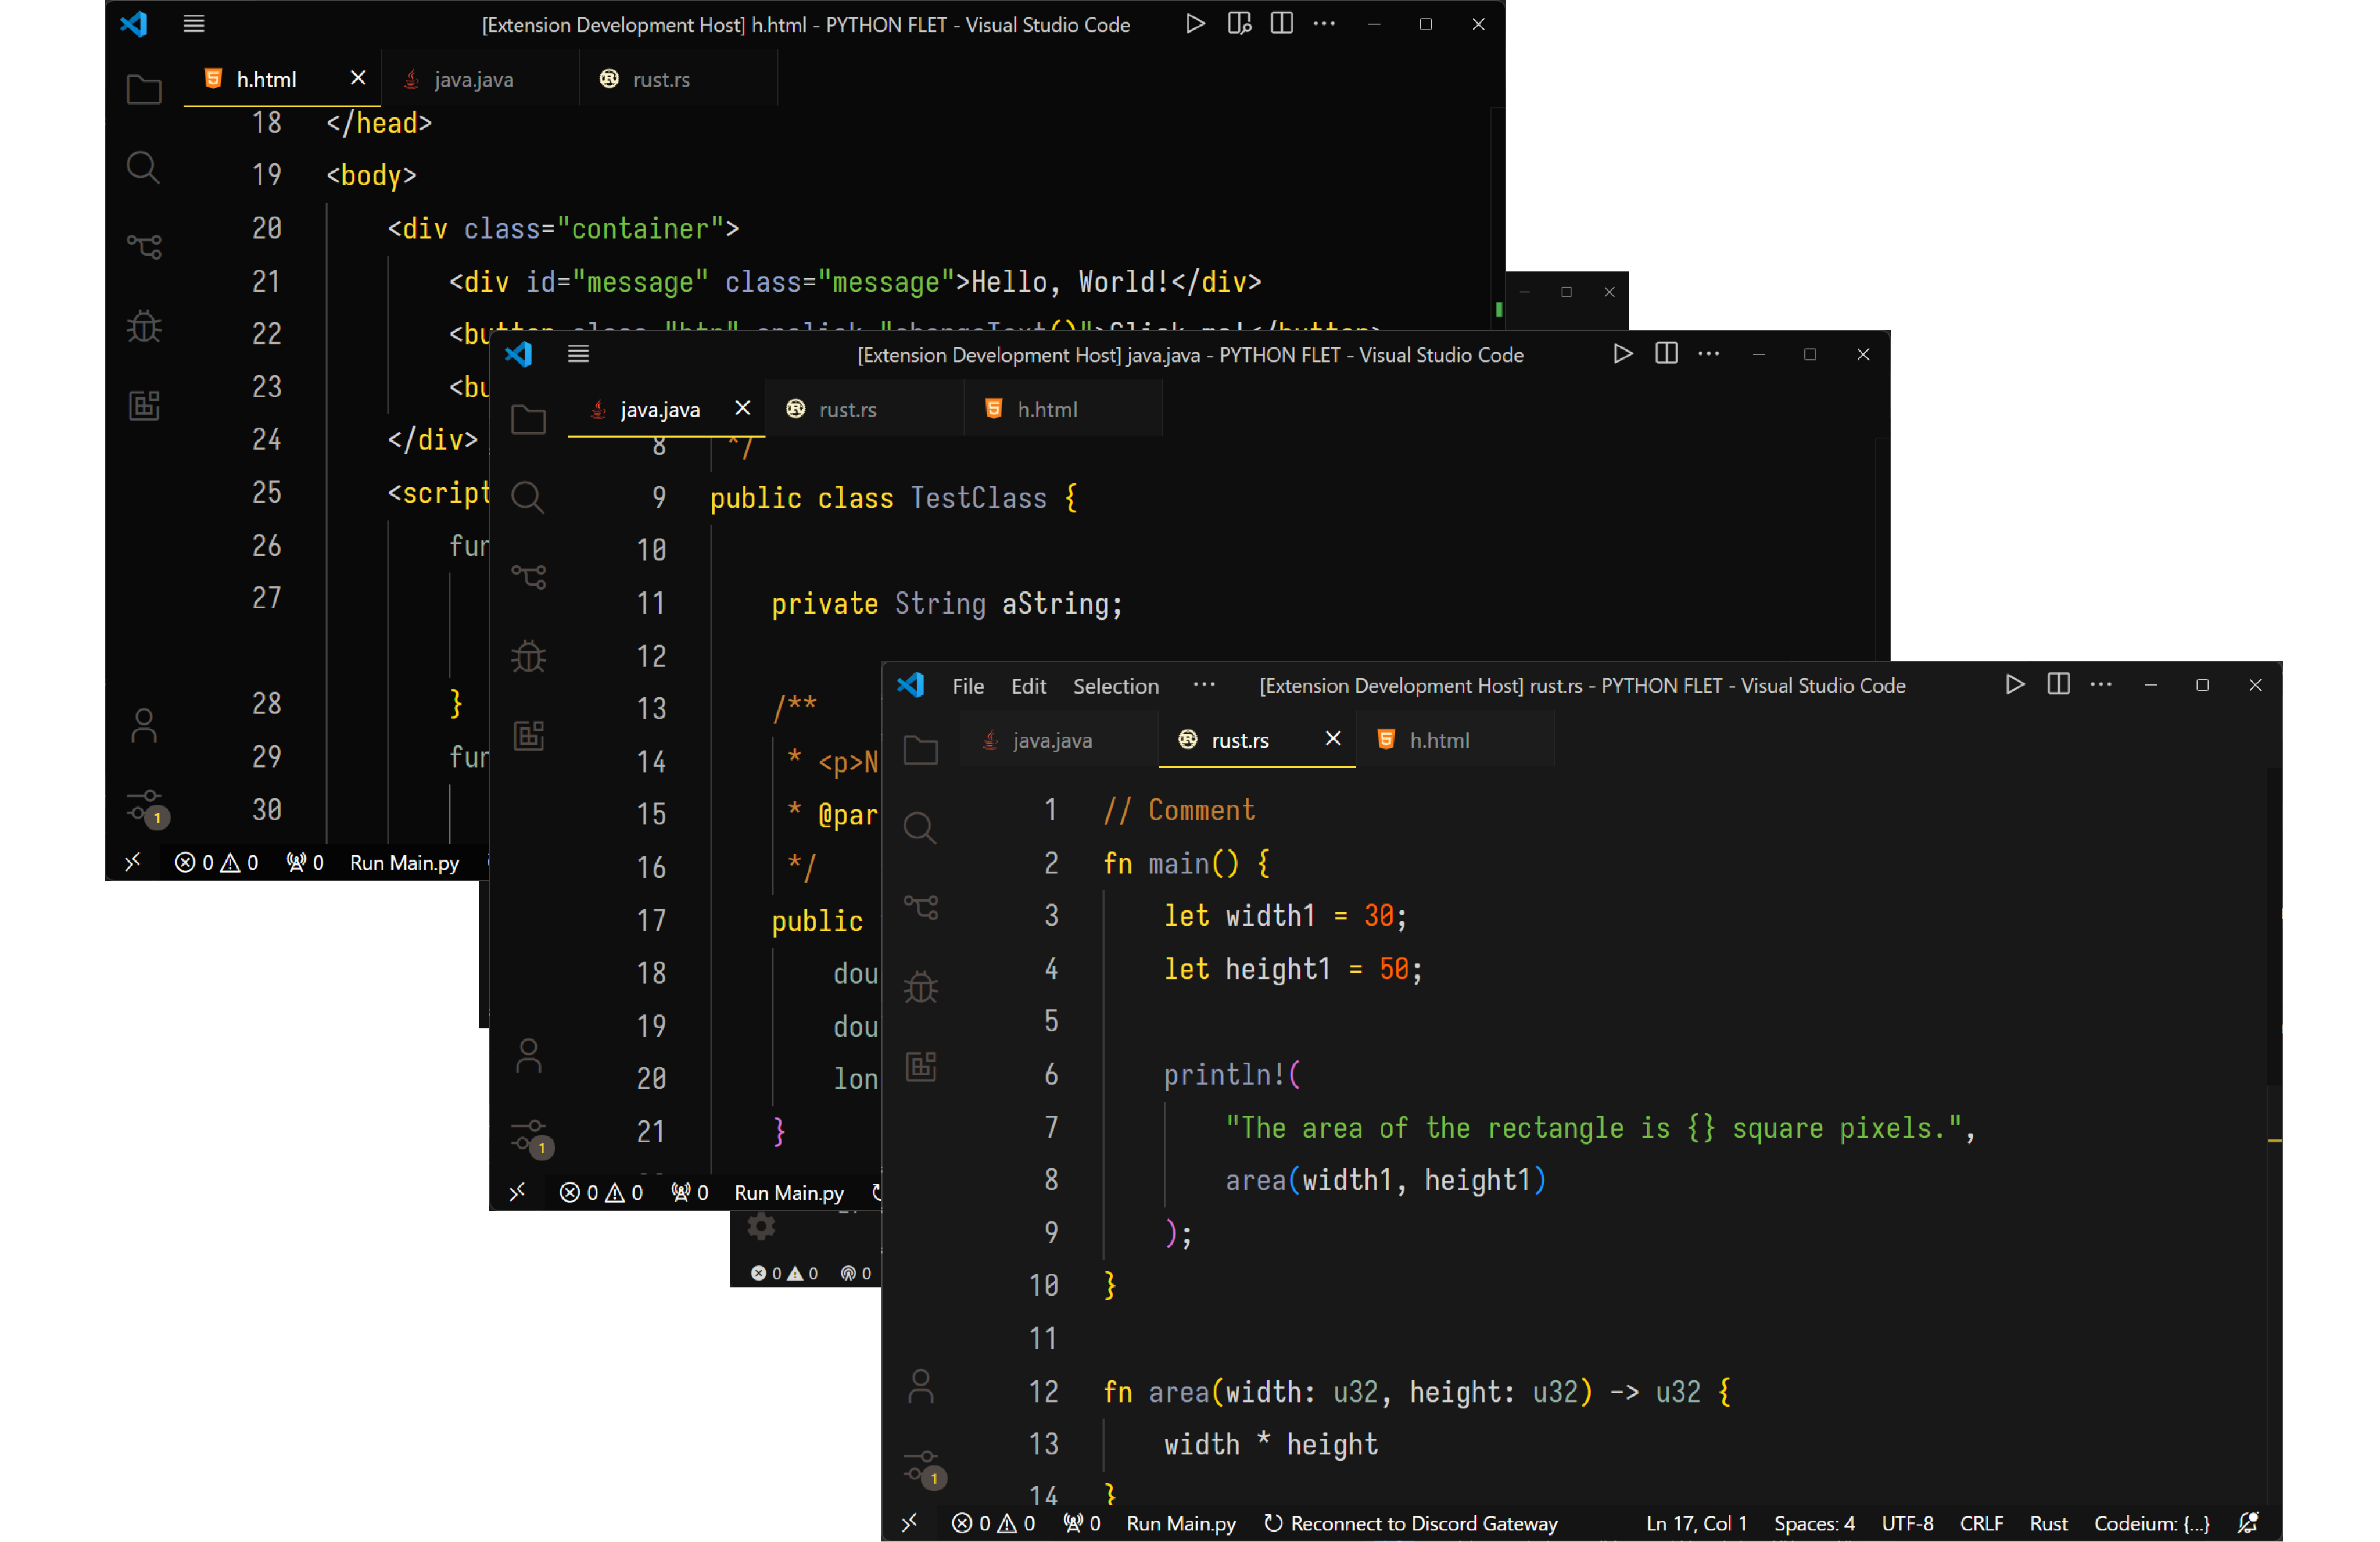 [Extension Development Host] h.html - PYTHON FLET - Visual Studio Code
h.html java.java rust.rs
18 </head>
19 <body>
20 <div class="container">
21 <div id="message" class="message">Hello, World!</div>
22
23
24 </div>
25 <script
26
27
28 }
29
30
0 0 0 Run Main.py
[Extension Development Host] java.java - PYTHON FLET - Visual Studio Code
java.java rust.rs h.html
8 */
9 public class TestClass {
10
11 private String aString;
12
13 /**
14 * <p>N
15 * @par
16 */
17 public
18 dou
19 dou
20 lon
21 }
1
0 0 0 Run Main.py
0 0 0
File Edit Selection ... [Extension Development Host] rust.rs - PYTHON FLET - Visual Studio Code
java.java rust.rs h.html
1 // Comment
2 fn main() {
3 let width1 = 30;
4 let height1 = 50;
5
6 println!(
7 "The area of the rectangle is {} square pixels.",
8 area(width1, height1)
9 );
10 }
11
12 fn area(width: u32, height: u32) -> u32 {
13 width * height
14 }
1
0 0 0 Run Main.py Reconnect to Discord Gateway Ln 17, Col 1 Spaces: 4 UTF-8 CRLF Rust Codeium: {...}